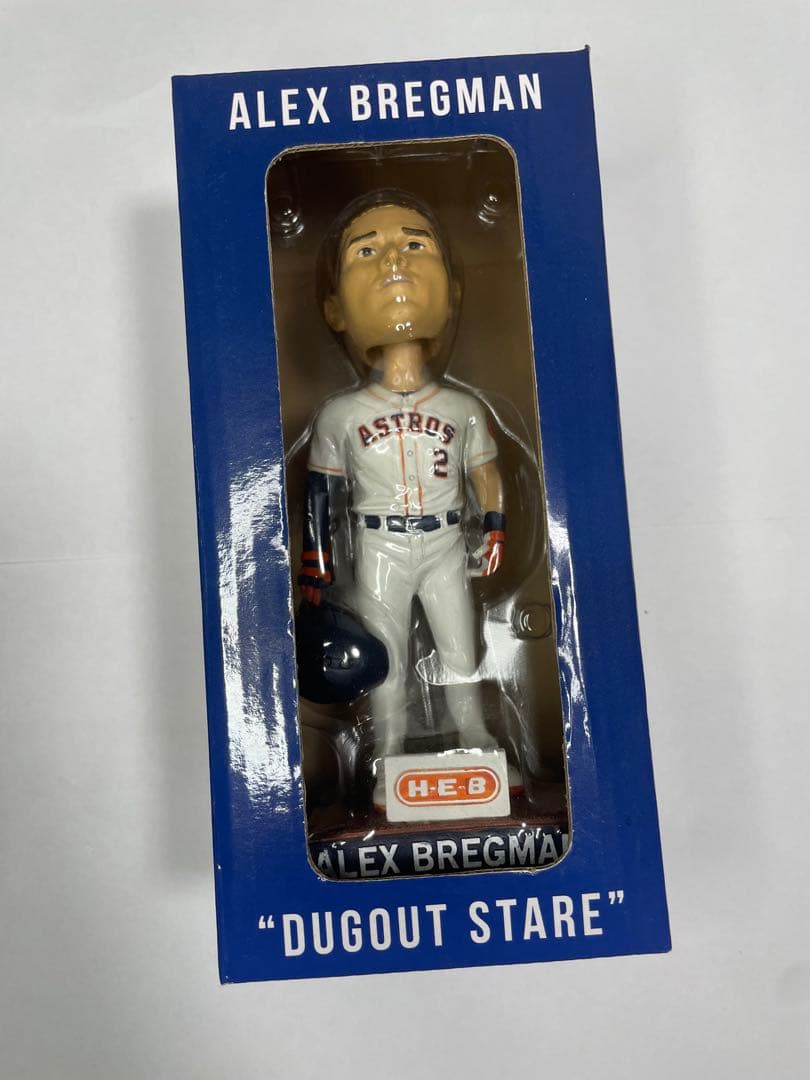 ALEX BREGMAN
ASTROS
2
H-E-B
ALEX BREGMAN
“DUGOUT STARE”